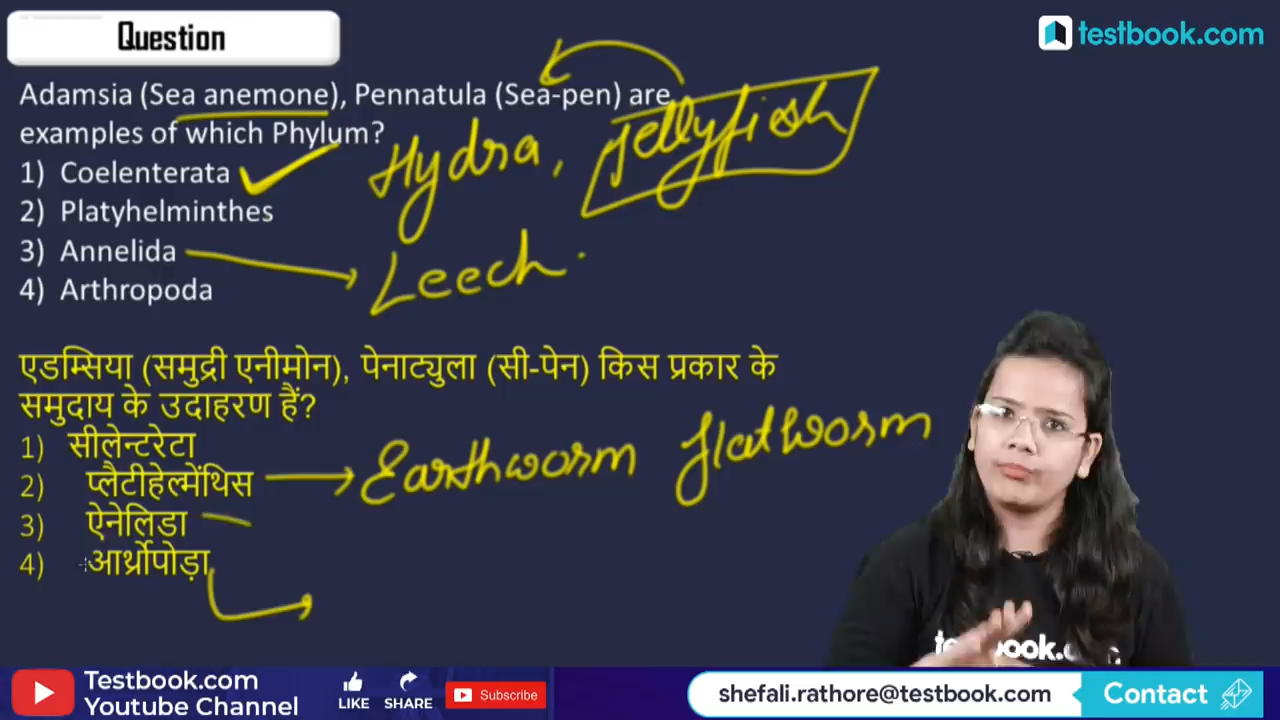 Question
testbook.com
Adamsia (Sea anemone), Pennatula (Sea-pen) are
examples of which Phylum?
1) Coelenterata
Hydra, Jellyfish
2) Platyhelminthes
3) Annelida
Leech
4) Arthropoda
एडम्सिया (समुद्री एनीमोन), पेनाट्युला (सी-पेन) किस प्रकार के
समुदाय के उदाहरण हैं?
1) सीलेन्टरेटा
2) प्लैटीहेल्मेंथिस
Earthworm flatworm
3) ऐनेलिडा
4) आर्थ्रोपोड़ा
Testbook.com
YouTube Channel
LIKE
SHARE
Subscribe
shefali.rathore@testbook.com
Contact